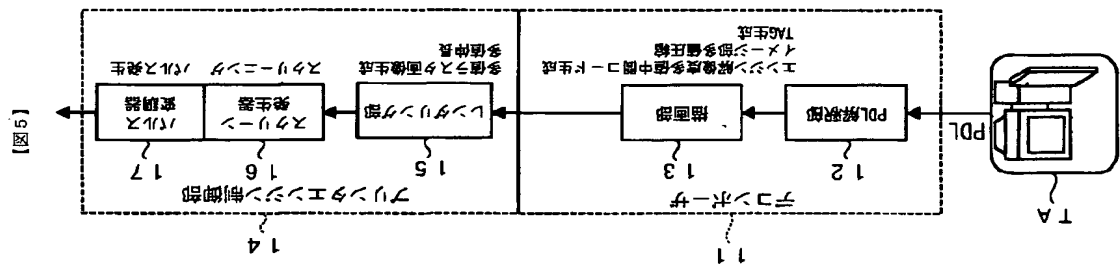 【図5】
TA
PDL
11
デコンポーザ
12
PDL解釈部
13
描画部
エンジン解像度多値中間コード生成
イメージ部多値圧縮
TAG生成
14
プリンタエンジン制御部
15
レンダリング部
多値ラスタ画像生成
多値伸長
16
スクリーン
発生器
スクリーニング
17
パルス
変調器
パルス発生